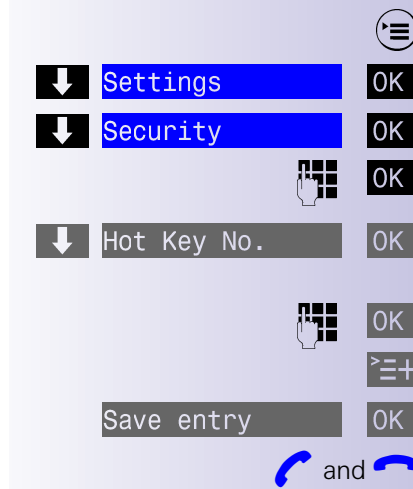 Settings OK
Security OK
OK
Hot Key No. OK
OK
Save entry OK
and